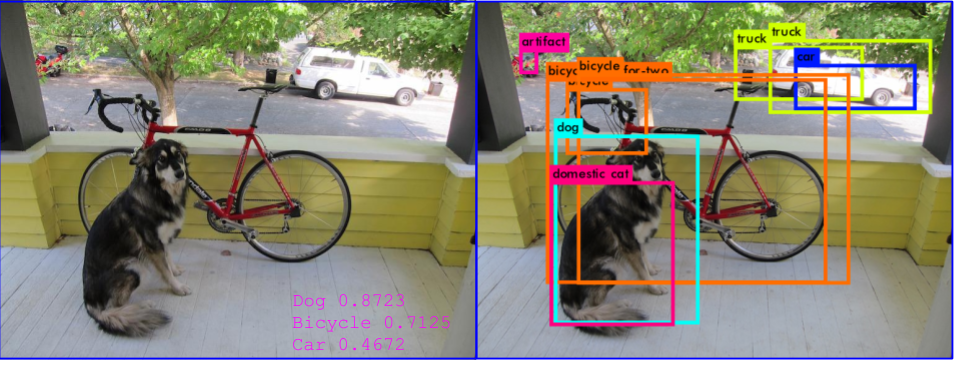 Dog 0.8723
Bicycle 0.7125
Car 0.4672
artifact
truck
truck
car
bicyc
bicycle
for-two
bicycle
dog
domestic cat